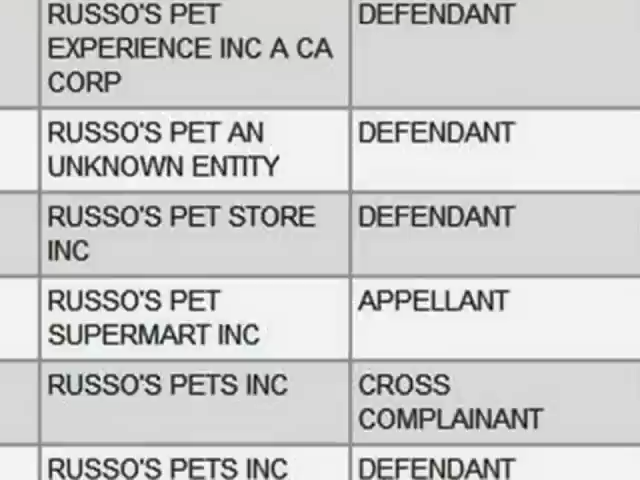 RUSSO'S PET DEFENDANT
EXPERIENCE INC A CA
CORP
RUSSO'S PET AN DEFENDANT
UNKNOWN ENTITY
RUSSO'S PET STORE DEFENDANT
INC
RUSSO'S PET APPELLANT
SUPERMART INC
RUSSO'S PETS INC CROSS
COMPLAINANT
RUSSO'S PETS INC DEFENDANT